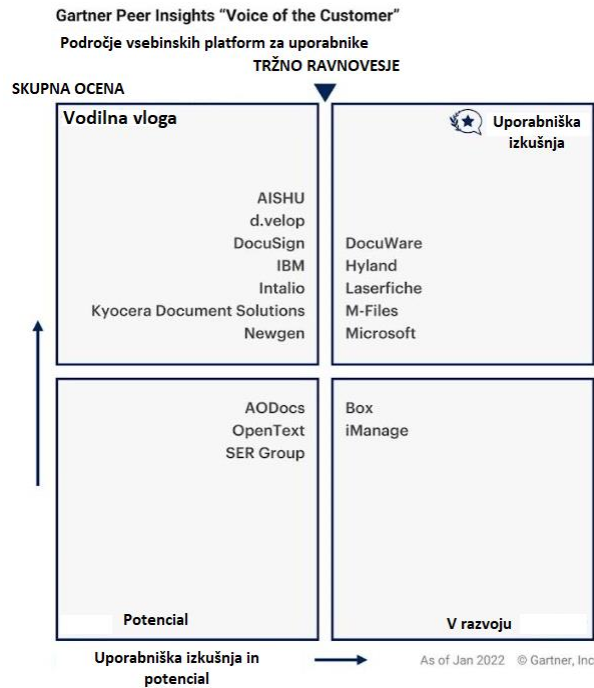 Gartner Peer Insights “Voice of the Customer”
Področje vsebinskih platform za uporabnike
TRŽNO RAVNOVESJE
SKUPNA OCENA
Vodilna vloga
Uporabniška
izkušnja
AISHU
d.velop
DocuSign
IBM
Intalio
Kyocera Document Solutions
Newgen
DocuWare
Hyland
Laserfiche
M-Files
Microsoft
AODocs
OpenText
SER Group
Box
iManage
Potencial
V razvoju
Uporabniška izkušnja in
potencial
As of Jan 2022 © Gartner, Inc